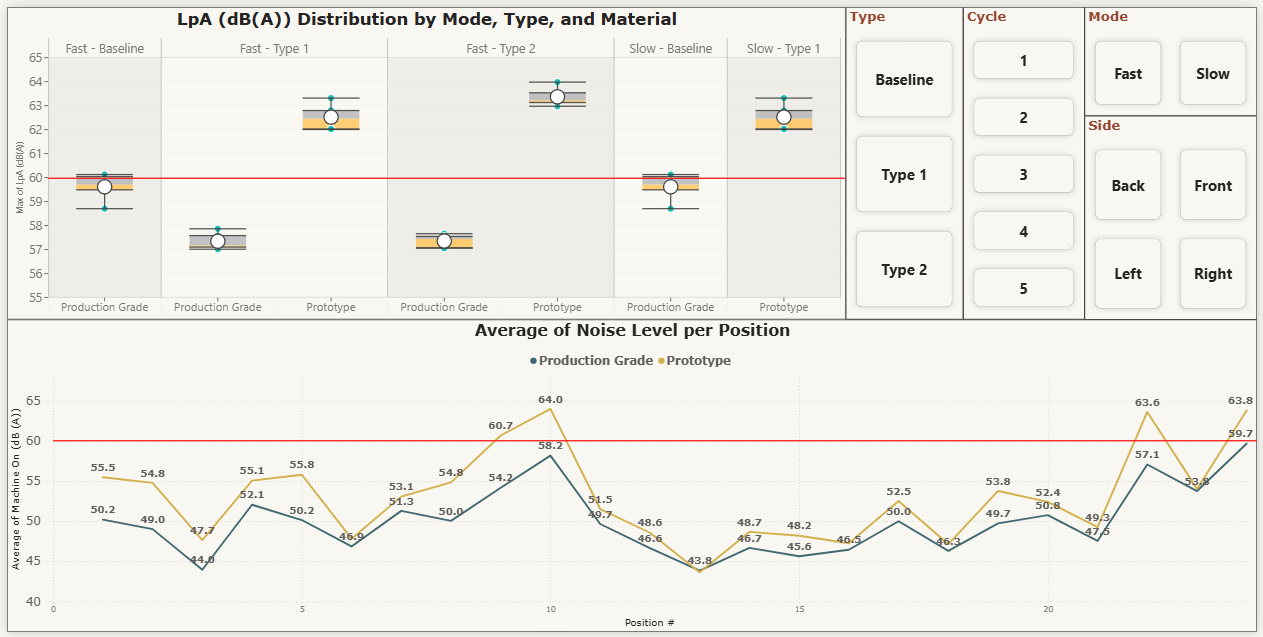 LpA (dB(A)) Distribution by Mode, Type, and Material
Fast - Baseline Fast - Type 1 Fast - Type 2 Slow - Baseline Slow - Type 1
Max of LpA (dB(A))
65
64
63
62
61
60
59
58
57
56
55
Production Grade Production Grade Prototype Production Grade Prototype Production Grade Prototype
Type
Baseline
Type 1
Type 2
Cycle
1
2
3
4
5
Mode
Fast Slow
Side
Back Front
Left Right
Average of Noise Level per Position
Production Grade Prototype
Average of Machine On (dB (A))
65
60
55
50
45
40
55.5 54.8 47.7 55.1 55.8 53.1 54.8 60.7 64.0 51.5 48.6 48.7 48.2 52.5 53.8 52.4 49.3 63.6 53.8 63.8
50.2 49.0 44.0 52.1 50.2 46.9 51.3 50.0 54.2 58.2 49.7 46.6 43.8 46.7 45.6 46.5 50.0 46.3 49.7 50.8 47.5 57.1 59.7
0 5 10 15 20
Position #